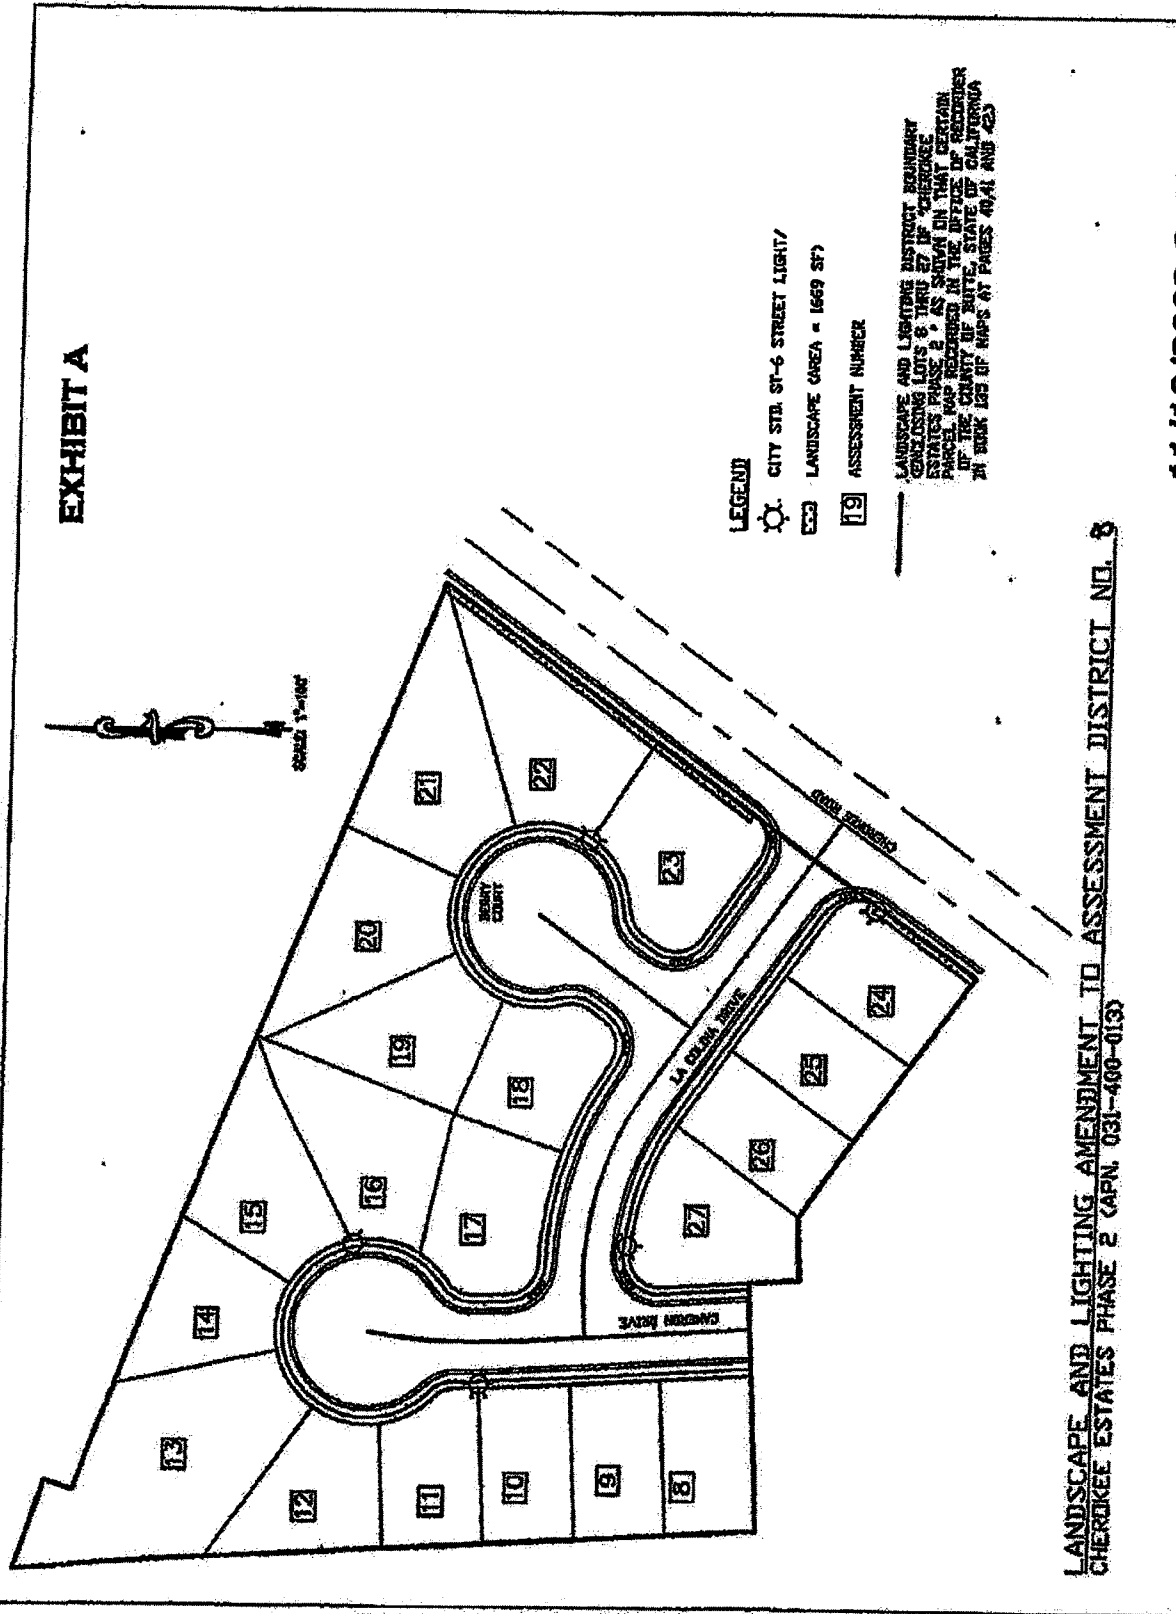 EXHIBIT A
SCALE: 1"=100'
LEGEND
CITY STD. ST-6 STREET LIGHT/
LANDSCAPE (AREA = 1669 SF)
19 ASSESSMENT NUMBER
LANDSCAPE AND LIGHTING DISTRICT BOUNDARY
(ENCLOSING LOTS 8 THRU 27 OF "CHEROKEE
ESTATES PHASE 2" AS SHOWN ON THAT CERTAIN
PARCEL MAP RECORDED IN THE OFFICE OF RECORDER
OF THE COUNTY OF BUTTE, STATE OF CALIFORNIA
IN BOOK 139 OF MAPS AT PAGES 40,41 AND 42)
13
14
15
20
21
12
16
19
22
11
17
18
23
10
9
8
27
26
25
24
BERRY
COURT
LA COLINA DRIVE
CAMERON DRIVE
CHEROKEE ROAD
LANDSCAPE AND LIGHTING AMENDMENT TO ASSESSMENT DISTRICT NO. 8
CHEROKEE ESTATES PHASE 2 (APN. 031-400-013)